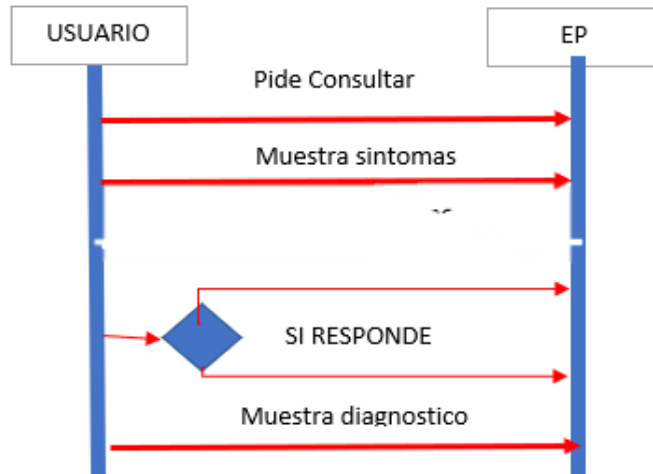 USUARIO
EP
Pide Consultar
Muestra sintomas
SI RESPONDE
Muestra diagnostico